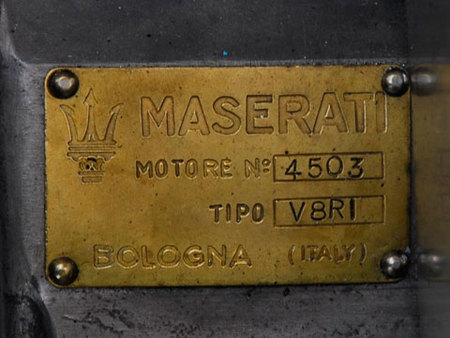 MASERATI
MOTORE Nº 4503
TIPO V8RI
BOLOGNA (ITALY)